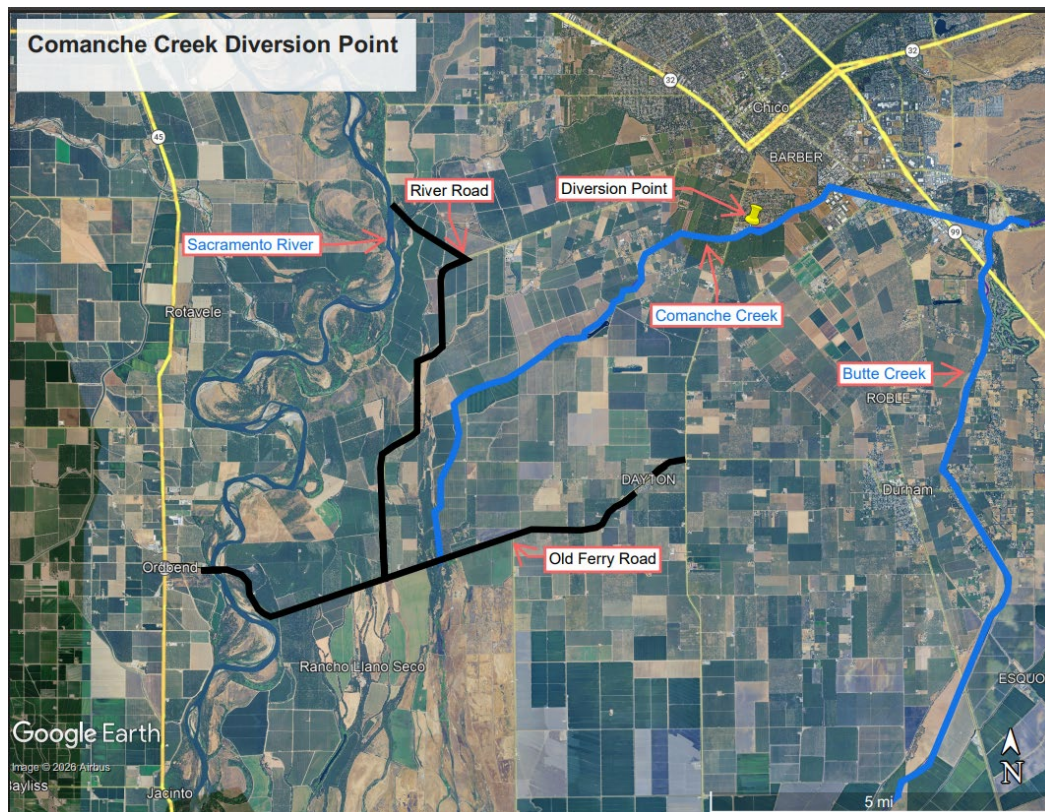 Comanche Creek Diversion Point
32
32
Chico
45
BARBER
River Road
Diversion Point
Sacramento River
99
Rotavele
Comanche Creek
Butte Creek
ROBLE
DAYTON
Durham
Ordbend
Old Ferry Road
Rancho Llano Seco
ESQUO
Google Earth
Image © 2026 Airbus
Bayliss
Jacinto
5 mi
N